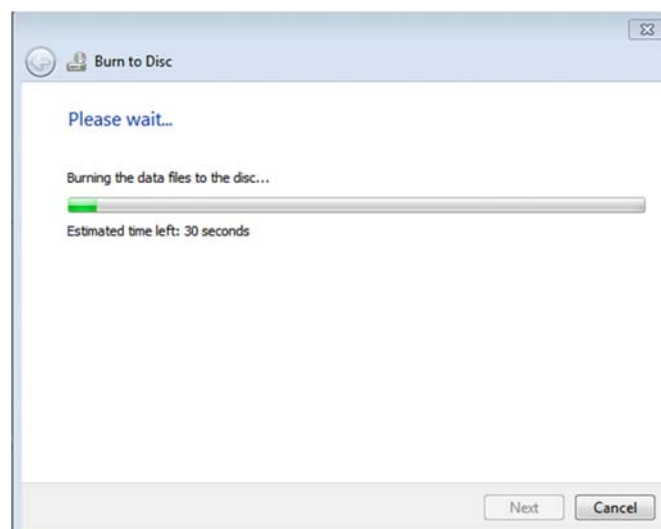 Burn to Disc
Please wait...
Burning the data files to the disc...
Estimated time left: 30 seconds
Next
Cancel